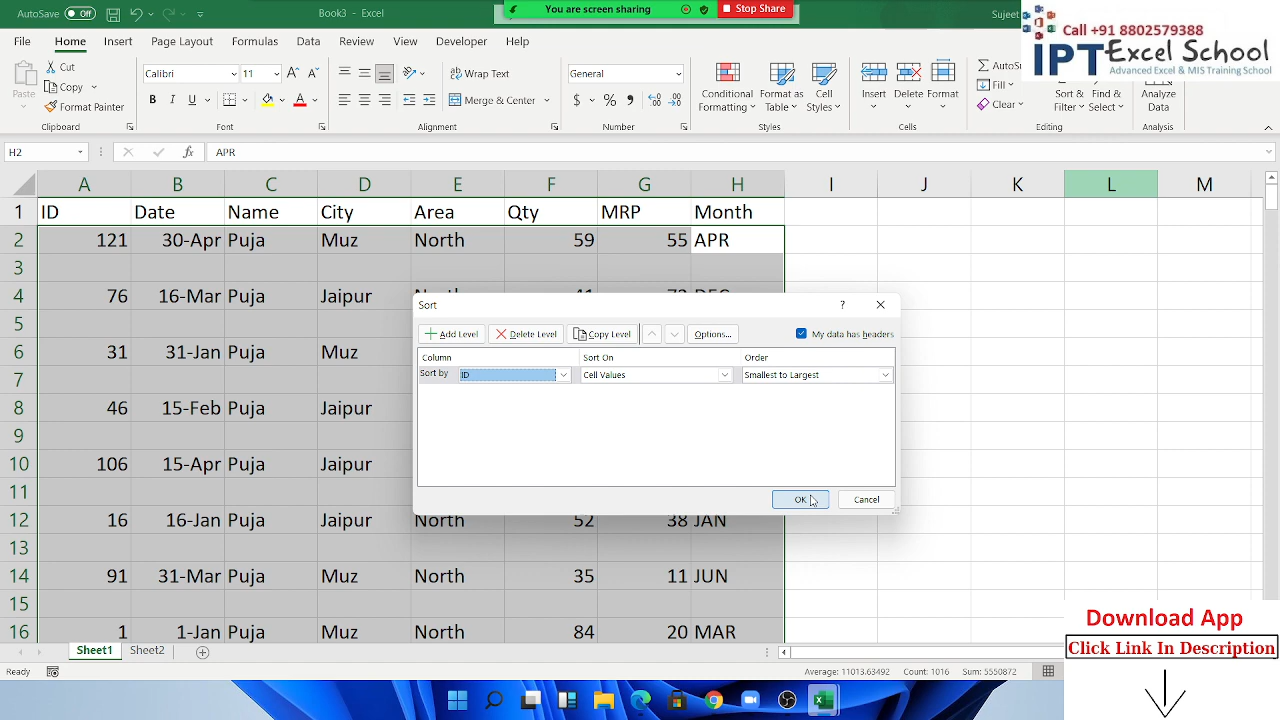 AutoSave Off Book3 - Excel You are screen sharing Stop Share Sujeet
Call +91 8802579388
IPT Excel School
Advanced Excel & MIS Training School
File Home Insert Page Layout Formulas Data Review View Developer Help
Paste Cut Copy Format Painter
Clipboard
Calibri 11
B I U
Font
Wrap Text
Merge & Center
Alignment
General
$ % 9
Number
Conditional Formatting Format as Table Cell Styles
Styles
Insert Delete Format
Cells
AutoS
Fill
Clear
Sort & Filter Find & Select
Editing
Analyze Data
Analysis
H2 fx APR
A B C D E F G H I J K L M
1 ID Date Name City Area Qty MRP Month
2 121 30-Apr Puja Muz North 59 55 APR
3
4 76 16-Mar Puja Jaipur
5
6 31 31-Jan Puja Muz
7
8 46 15-Feb Puja Jaipur
9
10 106 15-Apr Puja Jaipur
11
12 16 16-Jan Puja Jaipur North 52 38 JAN
13
14 91 31-Mar Puja Muz North 35 11 JUN
15
16 1 1-Jan Puja Muz North 84 20 MAR
Sort ?
Add Level Delete Level Copy Level Options... My data has headers
Column Sort On Order
Sort by ID Cell Values Smallest to Largest
OK Cancel
Sheet1 Sheet2
Ready Average: 11013.63492 Count: 1016 Sum: 5550872
Download App
Click Link In Description